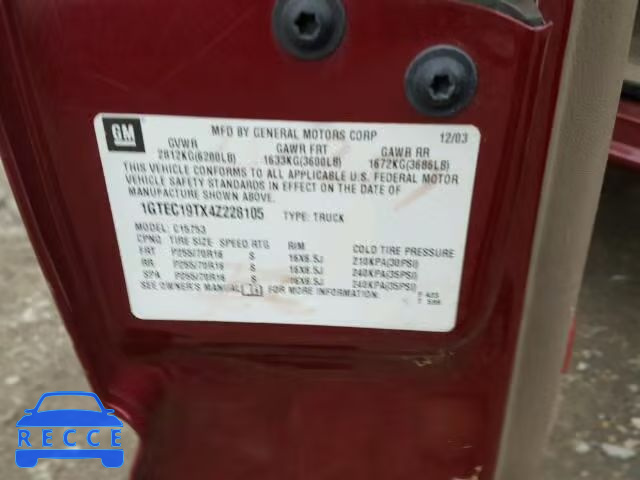 GM
MFD BY GENERAL MOTORS CORP 12/03
GVWR GAWR FRT GAWR RR
2812KG(6200LB) 1633KG(3600LB) 1672KG(3686LB)
THIS VEHICLE CONFORMS TO ALL APPLICABLE U.S. FEDERAL MOTOR
VEHICLE SAFETY STANDARDS IN EFFECT ON THE DATE OF
MANUFACTURE SHOWN ABOVE.
1GTEC19TX4Z228105 TYPE: TRUCK
MODEL: C15753
CPNO TIRE SIZE SPEED RTG RIM COLD TIRE PRESSURE
FRT P255/70R16 S 16X6.5J 210KPA(30PSI)
RR P255/70R16 S 16X6.5J 240KPA(35PSI)
SPA P255/70R16 S 16X6.5J 240KPA(35PSI)
SEE OWNER'S MANUAL FOR MORE INFORMATION.
RECCE